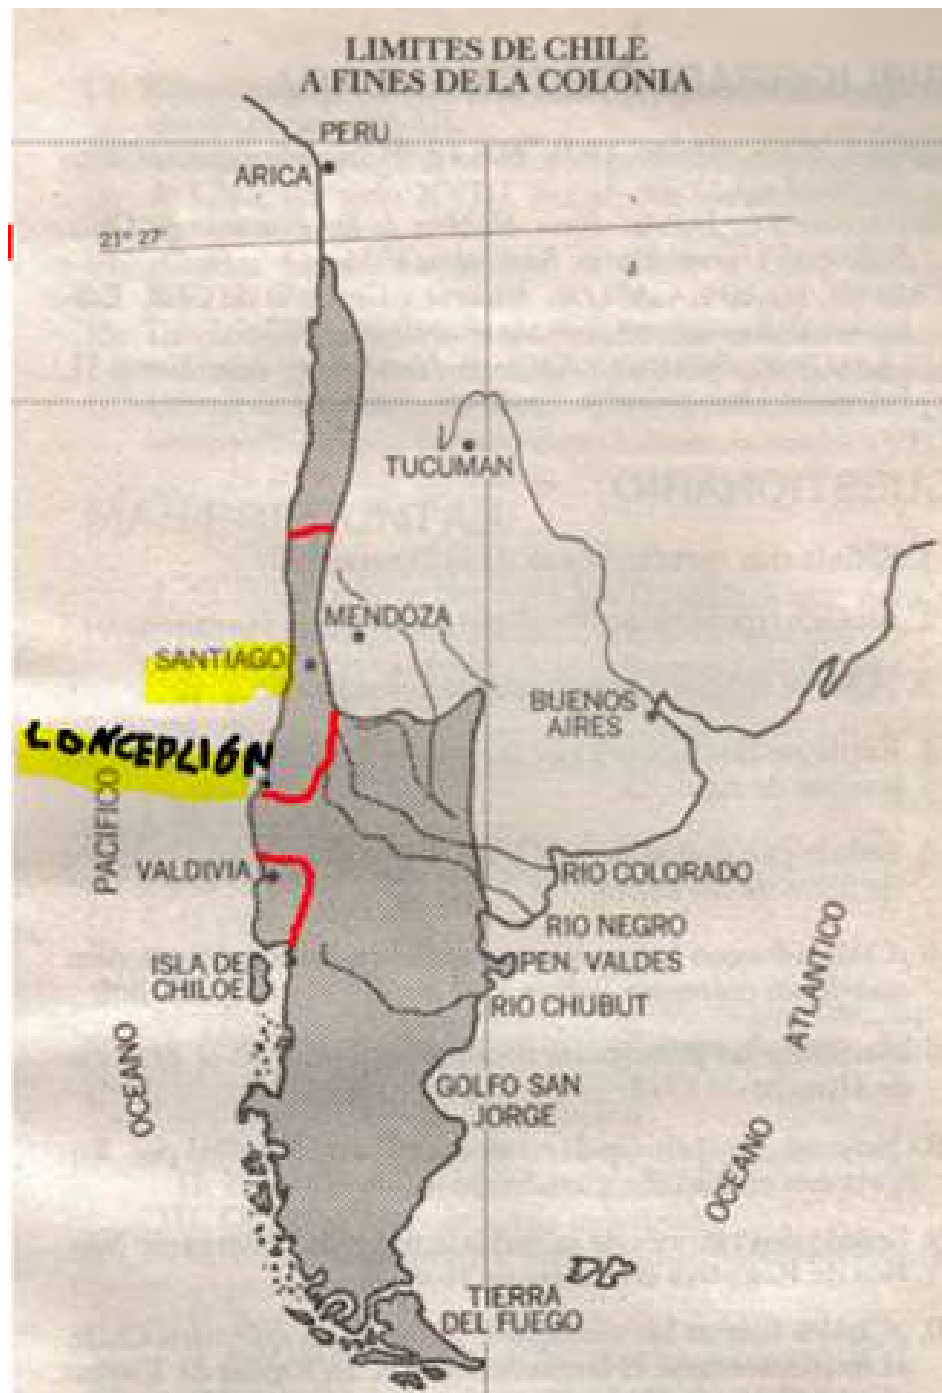 LIMITES DE CHILE
A FINES DE LA COLONIA
PERU
ARICA
21° 27'
TUCUMAN
MENDOZA
SANTIAGO
BUENOS
AIRES
CONCEPCIÓN
PACIFICO
VALDIVIA
RIO COLORADO
RIO NEGRO
ISLA DE
CHILOE
PEN. VALDES
RIO CHUBUT
ATLANTICO
OCEANO
GOLFO SAN
JORGE
OCEANO
TIERRA
DEL FUEGO